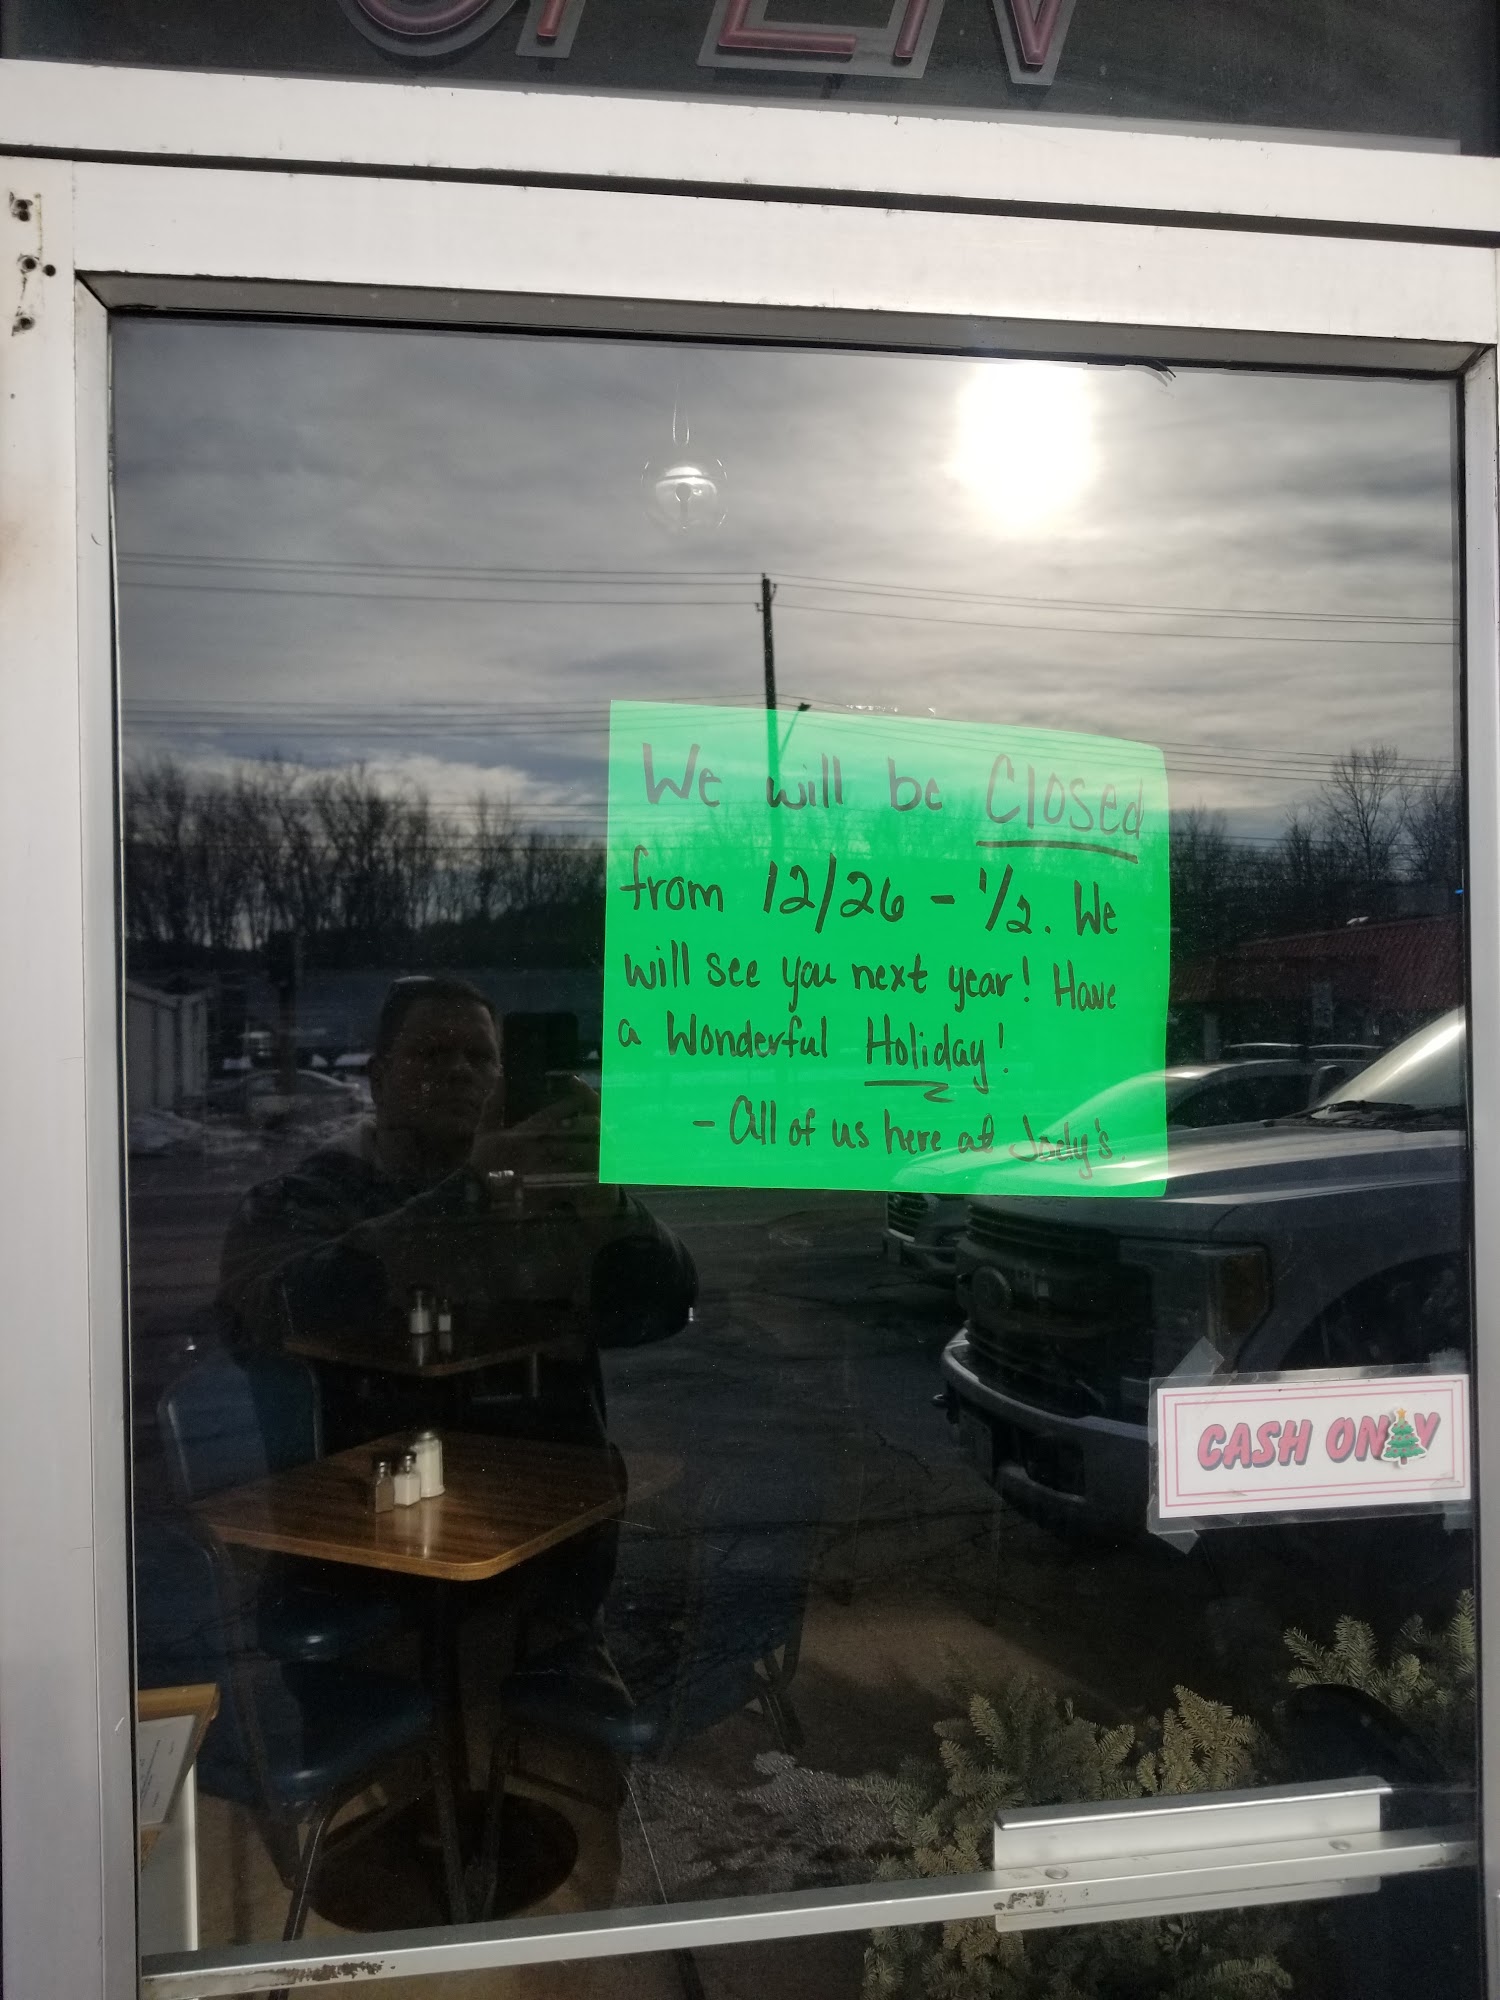 OPEN
We will be Closed
from 12/26 - 1/2. We
will see you next year! Have
a Wonderful Holiday!
- All of us here at Jody's.
CASH ONLY